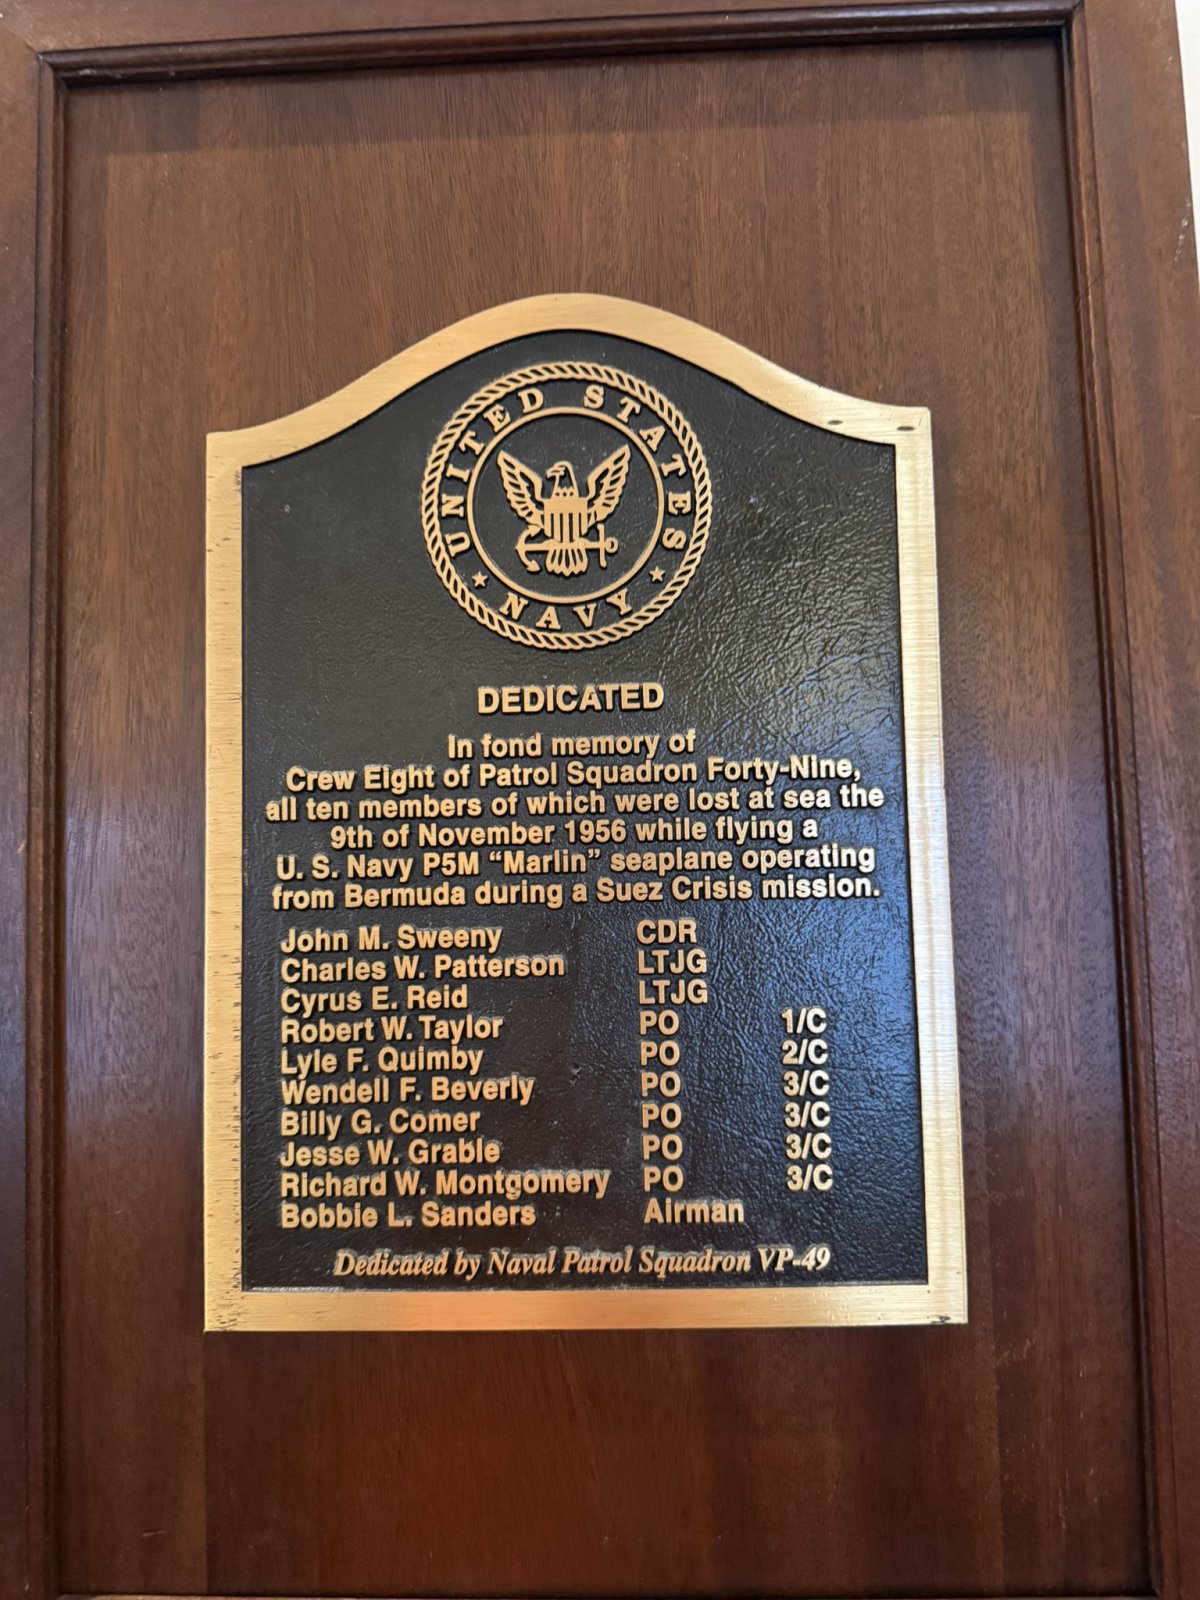 UNITED STATES
NAVY
DEDICATED
In fond memory of
Crew Eight of Patrol Squadron Forty-Nine,
all ten members of which were lost at sea the
9th of November 1956 while flying a
U. S. Navy P5M “Marlin” seaplane operating
from Bermuda during a Suez Crisis mission.
John M. Sweeny CDR
Charles W. Patterson LTJG
Cyrus E. Reid LTJG
Robert W. Taylor PO 1/C
Lyle F. Quimby PO 2/C
Wendell F. Beverly PO 3/C
Billy G. Comer PO 3/C
Jesse W. Grable PO 3/C
Richard W. Montgomery PO 3/C
Bobbie L. Sanders Airman
Dedicated by Naval Patrol Squadron VP-49